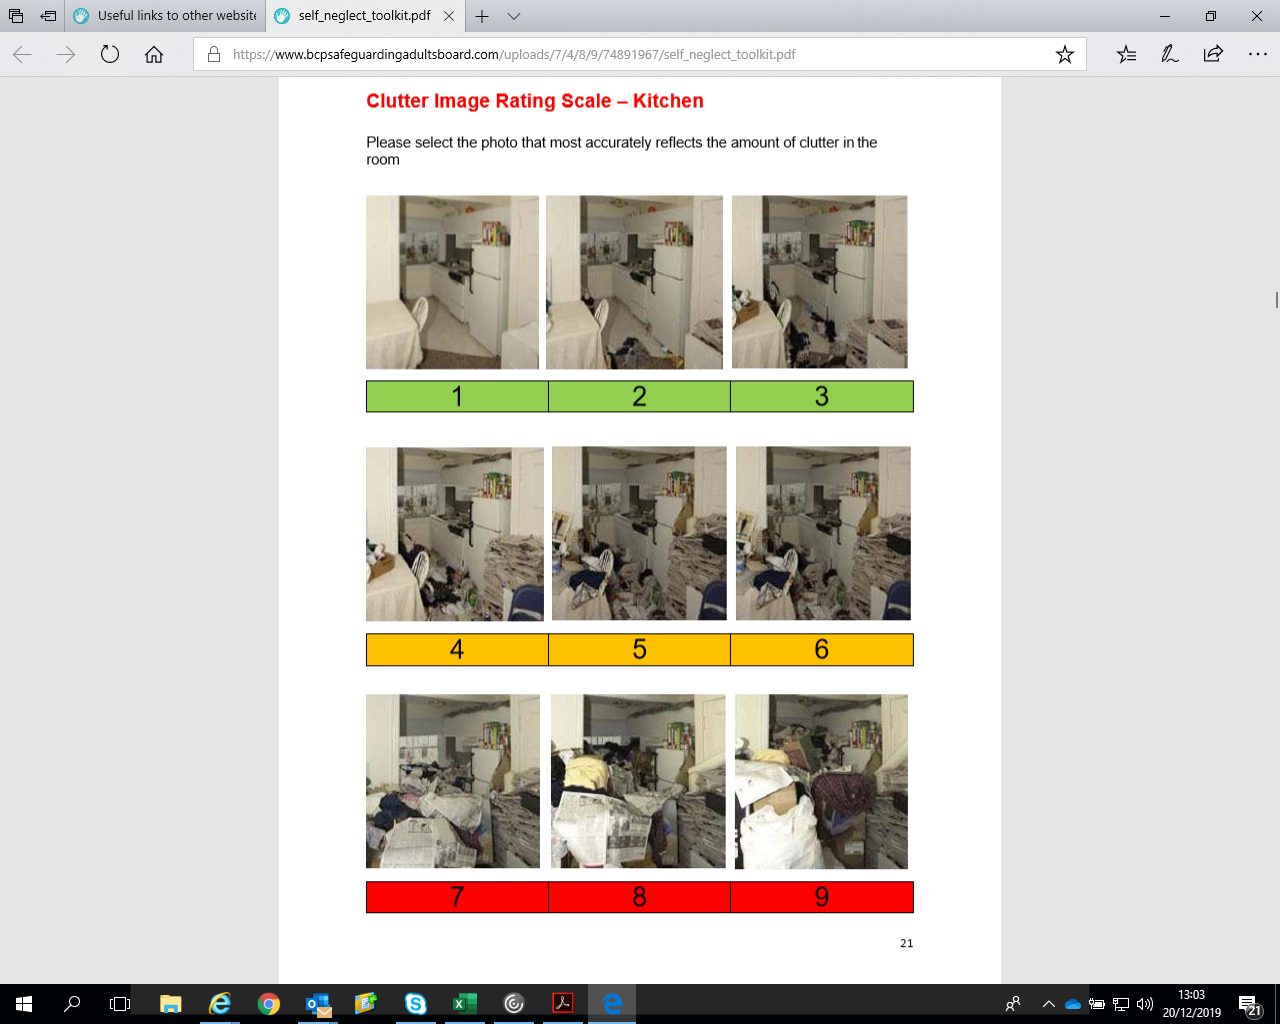 Useful links to other website
self_neglect_toolkit.pdf
https://www.bcpsafeguardingadultsboard.com/uploads/7/4/8/9/74891967/self_neglect_toolkit.pdf
Clutter Image Rating Scale – Kitchen
Please select the photo that most accurately reflects the amount of clutter in the
room
1 2 3
4 5 6
7 8 9
21
13:03
20/12/2019
21